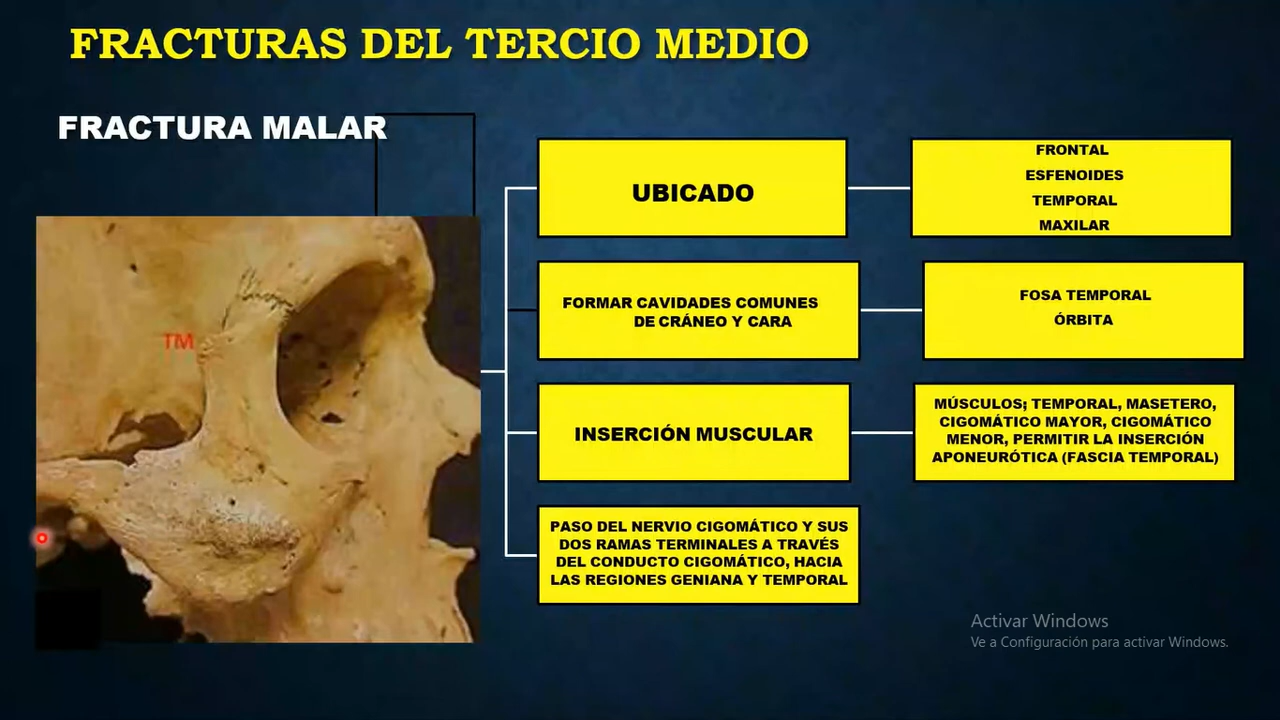 FRACTURAS DEL TERCIO MEDIO
FRACTURA MALAR
TM
UBICADO
FRONTAL
ESFENOIDES
TEMPORAL
MAXILAR
FORMAR CAVIDADES COMUNES
DE CRÁNEO Y CARA
FOSA TEMPORAL
ÓRBITA
INSERCIÓN MUSCULAR
MÚSCULOS; TEMPORAL, MASETERO,
CIGOMÁTICO MAYOR, CIGOMÁTICO
MENOR, PERMITIR LA INSERCIÓN
APONEURÓTICA (FASCIA TEMPORAL)
PASO DEL NERVIO CIGOMÁTICO Y SUS
DOS RAMAS TERMINALES A TRAVÉS
DEL CONDUCTO CIGOMÁTICO, HACIA
LAS REGIONES GENIANA Y TEMPORAL
Activar Windows
Ve a Configuración para activar Windows.